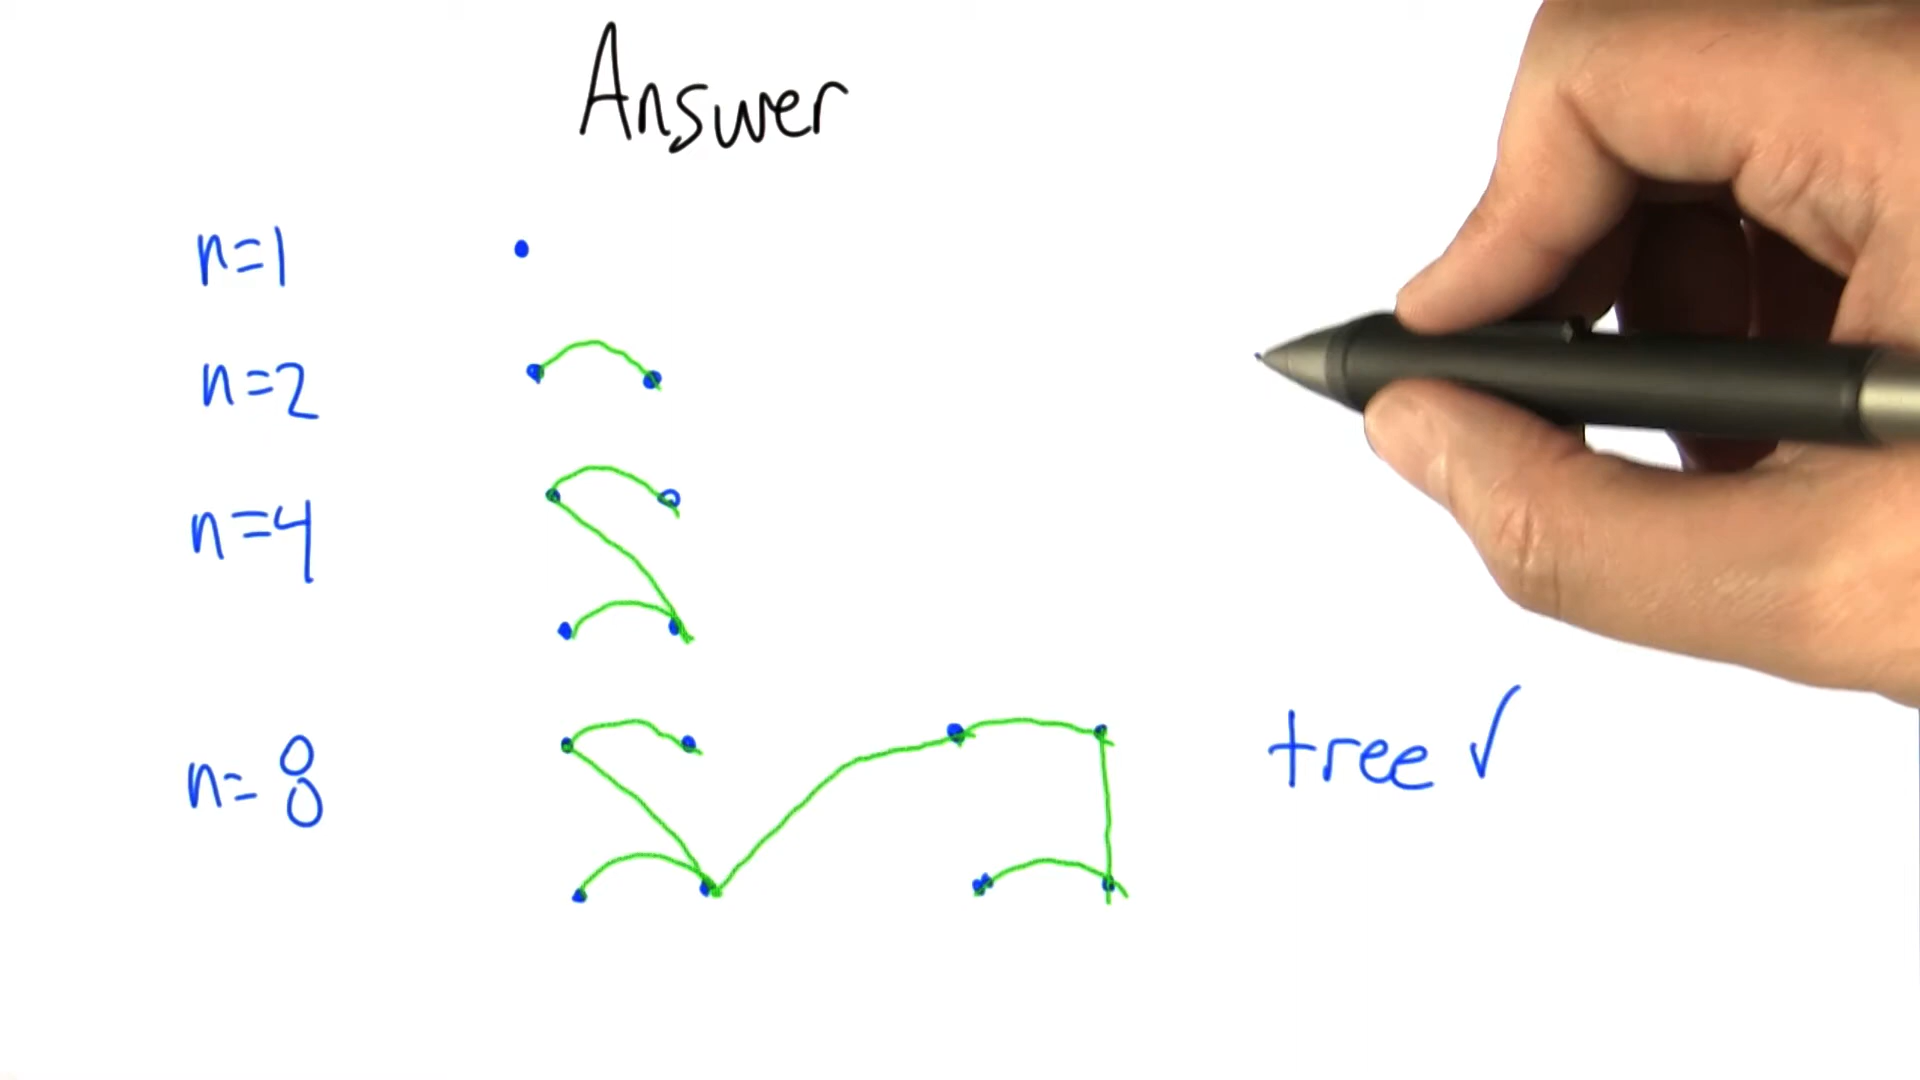 Answer
n=1
n=2
n=4
n=8
tree ✓